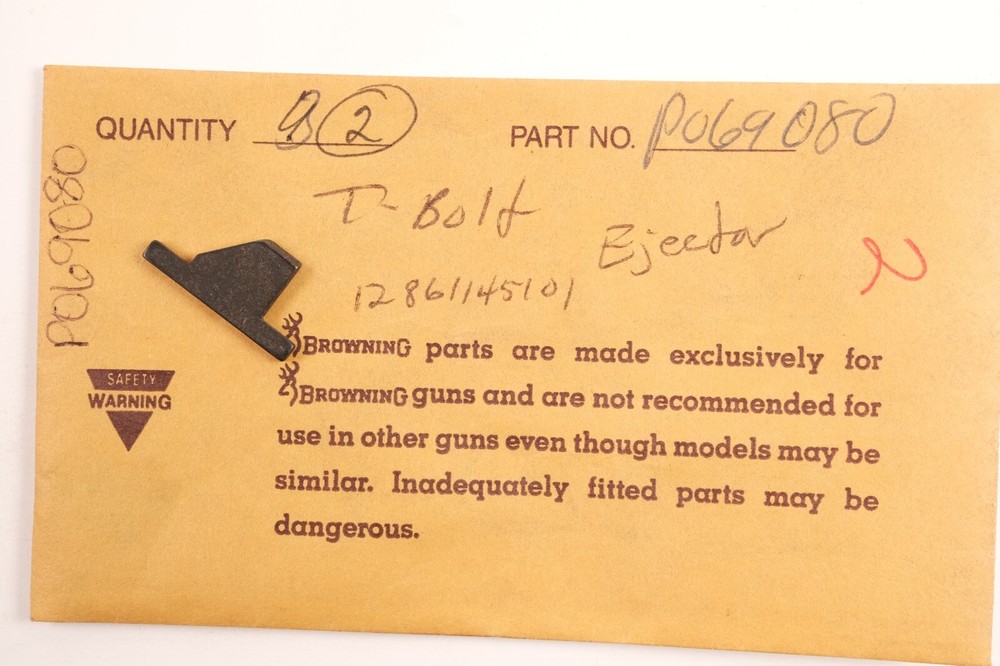 QUANTITY 2 PART NO. P069080
T-Bolt
Ejector
12861145101
P069080
SAFETY
WARNING
BROWNING parts are made exclusively for
BROWNING guns and are not recommended for
use in other guns even though models may be
similar. Inadequately fitted parts may be
dangerous.